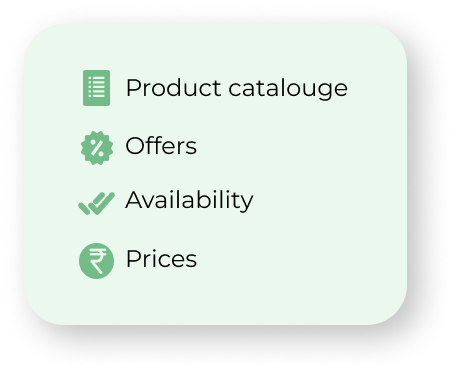 Product catalouge
Offers
Availability
Prices